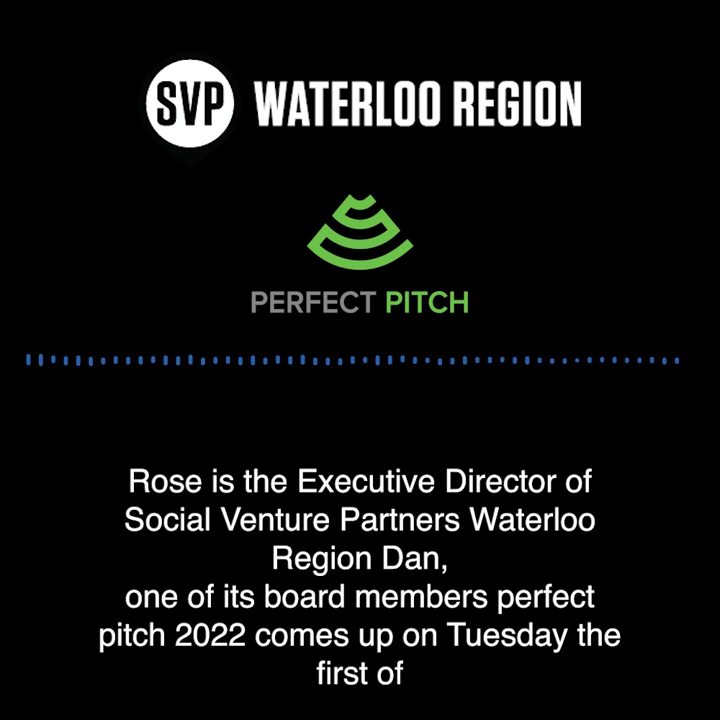 SVP WATERLOO REGION
PERFECT PITCH
Rose is the Executive Director of
Social Venture Partners Waterloo
Region Dan,
one of its board members perfect
pitch 2022 comes up on Tuesday the
first of